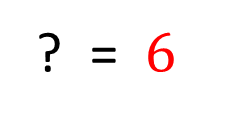 ? = 6